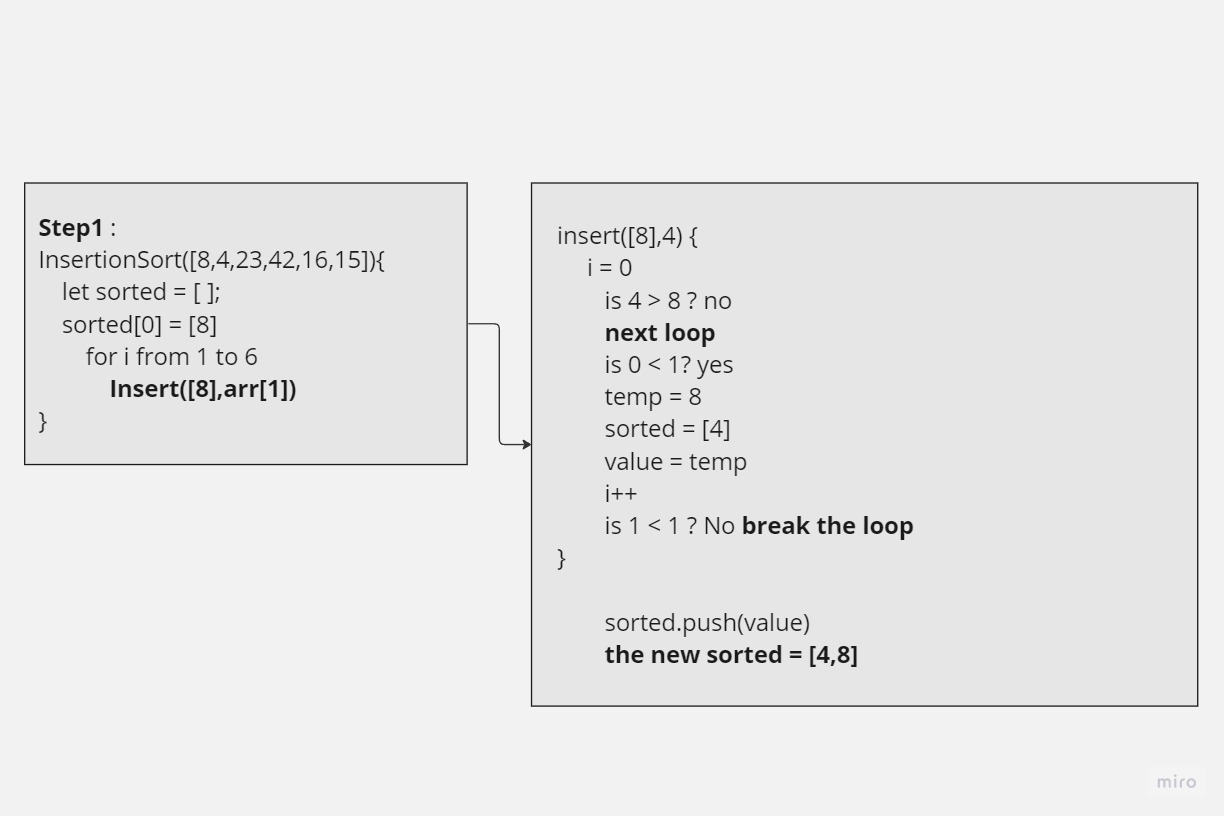 Step1 :
InsertionSort([8,4,23,42,16,15]){
let sorted = [ ];
sorted[0] = [8]
for i from 1 to 6
Insert([8],arr[1])
}
insert([8],4) {
i = 0
is 4 > 8 ? no
next loop
is 0 < 1? yes
temp = 8
sorted = [4]
value = temp
i++
is 1 < 1 ? No break the loop
}
sorted.push(value)
the new sorted = [4,8]
miro